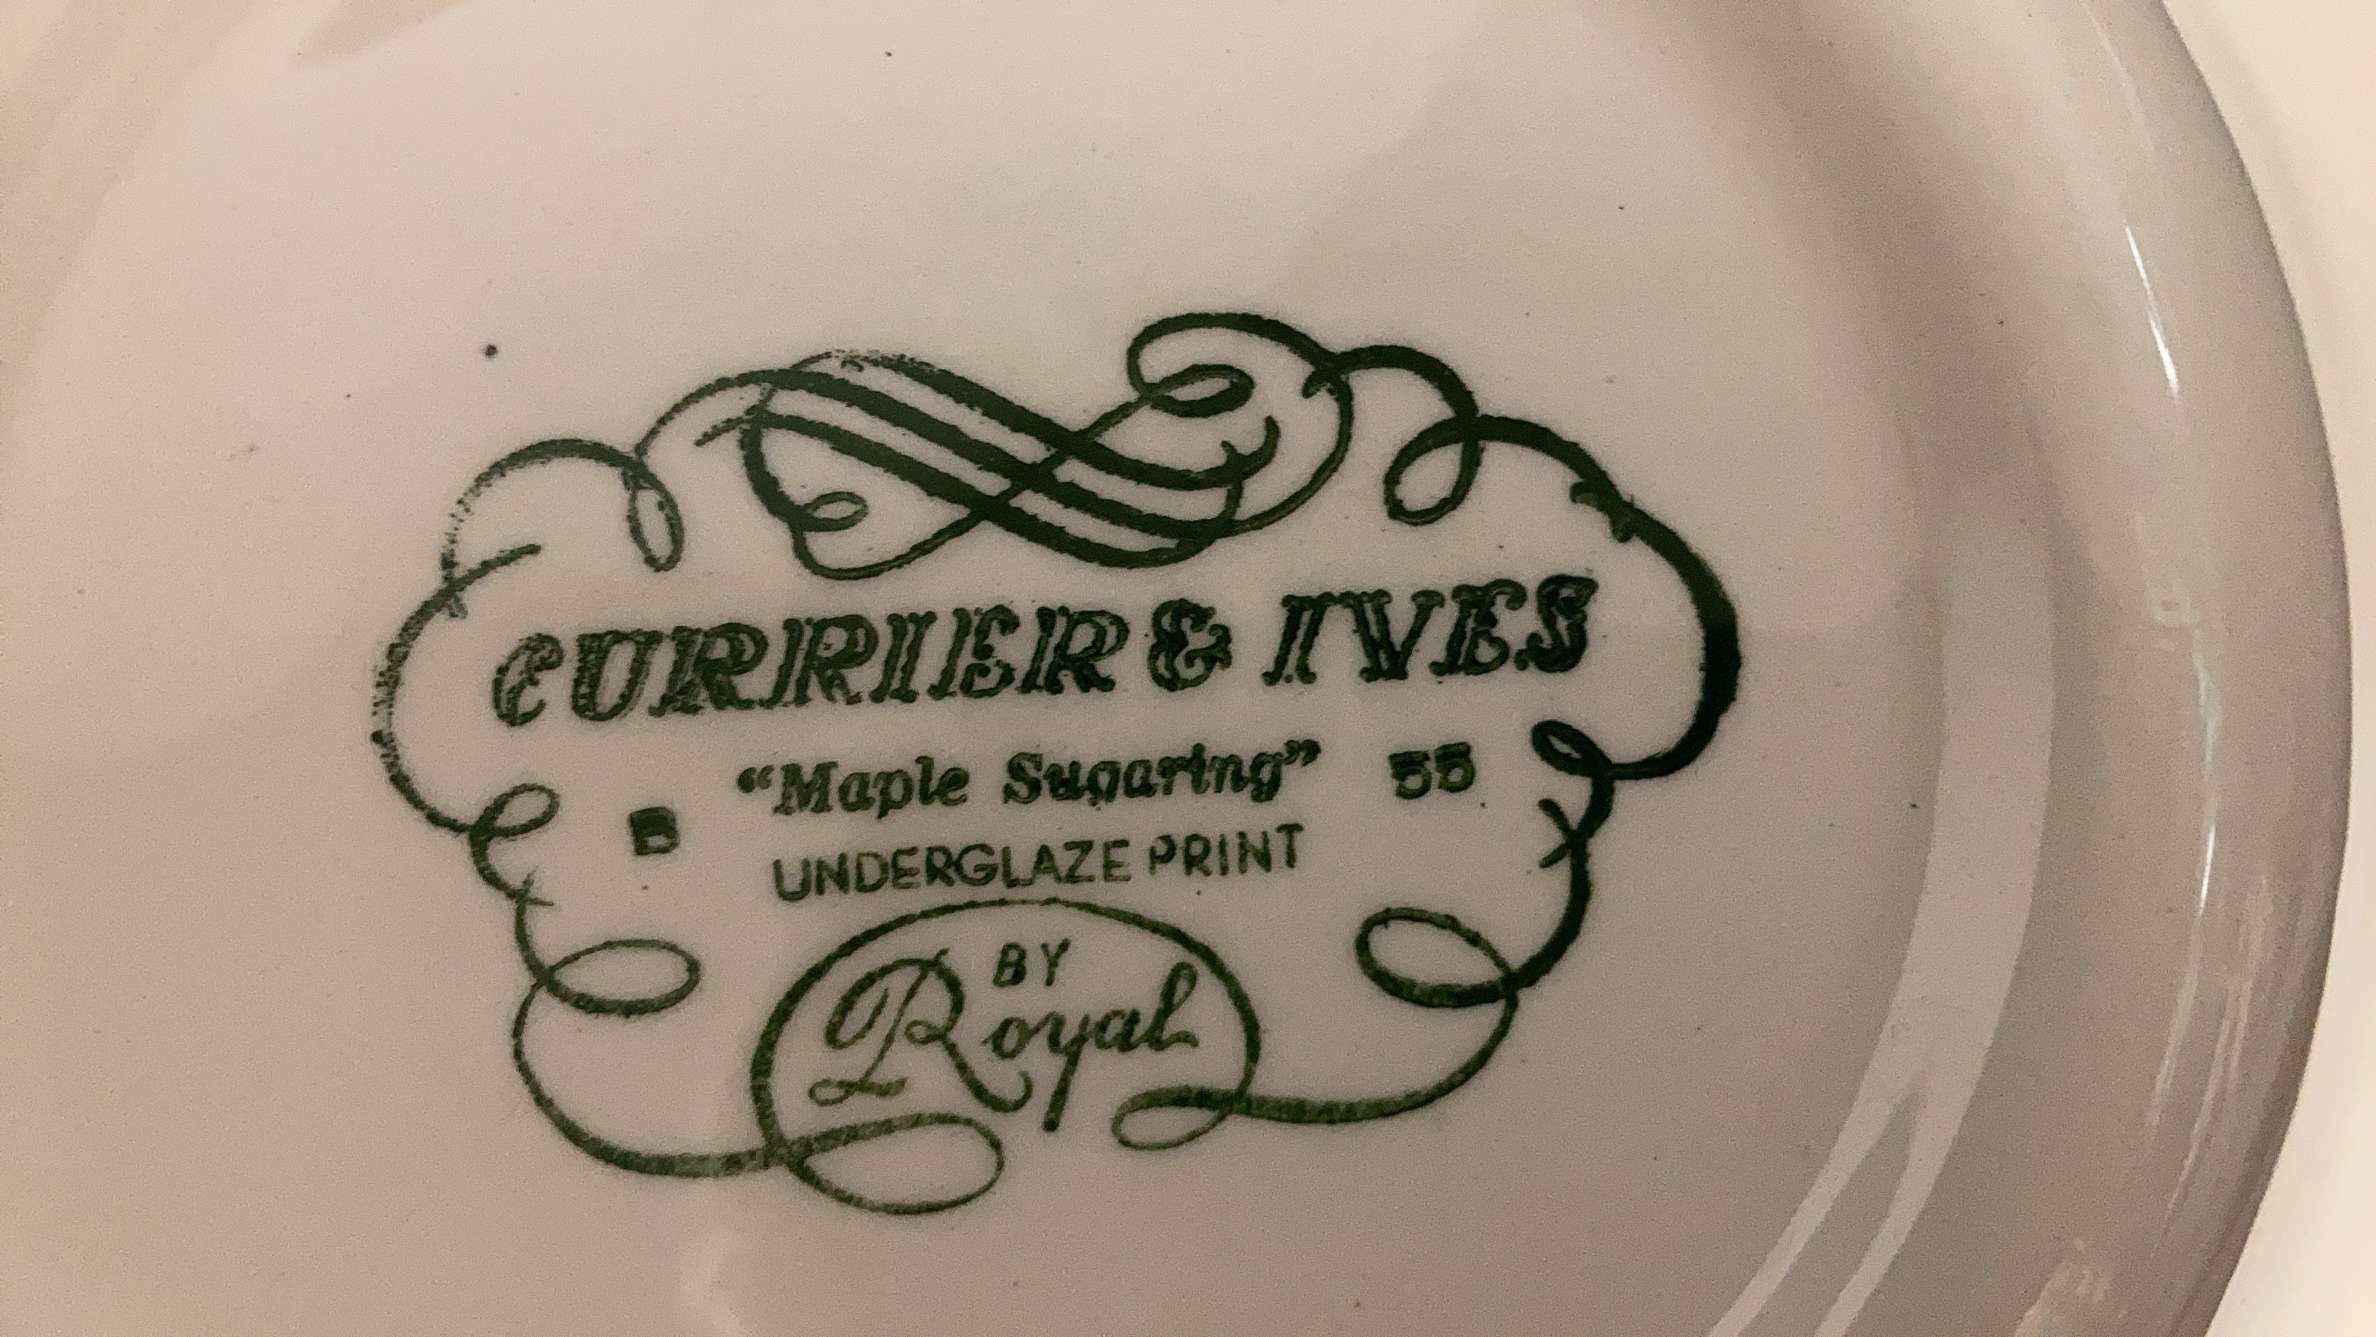 CURRIER & IVES
"Maple Sugaring" 55
B
UNDERGLAZE PRINT
BY
Royal